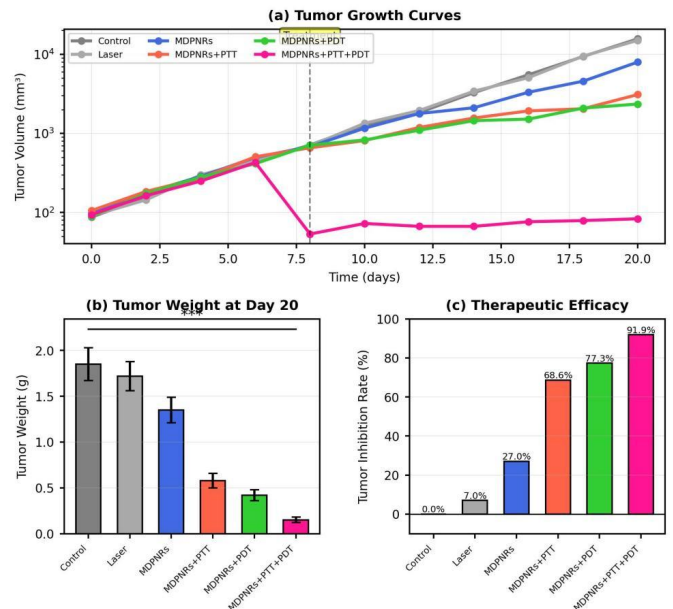 (a) Tumor Growth Curves
Control
Laser
MDPNRs
MDPNRs+PTT
MDPNRs+PDT
MDPNRs+PTT+PDT
Tumor Volume (mm³)
10⁴
10³
10²
0.0 2.5 5.0 7.5 10.0 12.5 15.0 17.5 20.0
Time (days)
(b) Tumor Weight at Day 20
***
Tumor Weight (g)
2.0
1.5
1.0
0.5
0.0
Control
Laser
MDPNRs
MDPNRs+PTT
MDPNRs+PDT
MDPNRs+PTT+PDT
(c) Therapeutic Efficacy
Tumor Inhibition Rate (%)
100
80
60
40
20
0
0.0%
7.0%
27.0%
68.6%
77.3%
91.9%
Control
Laser
MDPNRs
MDPNRs+PTT
MDPNRs+PDT
MDPNRs+PTT+PDT